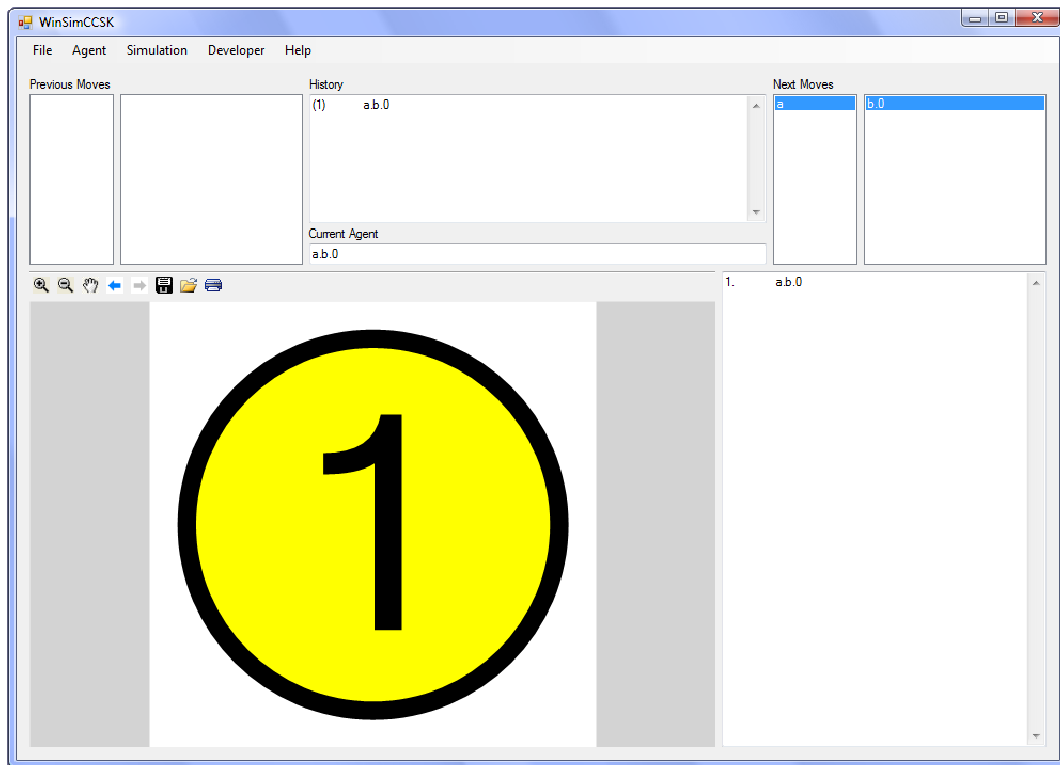 WinSimCCSK
File Agent Simulation Developer Help
Previous Moves History Next Moves
(1) a.b.0 a b.0
Current Agent
a.b.0
1. a.b.0
1